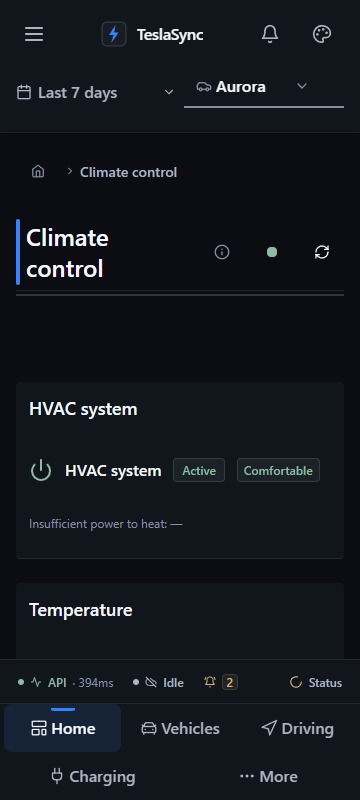 TeslaSync
Last 7 days
Aurora
Climate control
Climate
control
HVAC system
HVAC system
Active
Comfortable
Insufficient power to heat: —
Temperature
API · 394ms
Idle
2
Status
Home
Vehicles
Driving
Charging
More